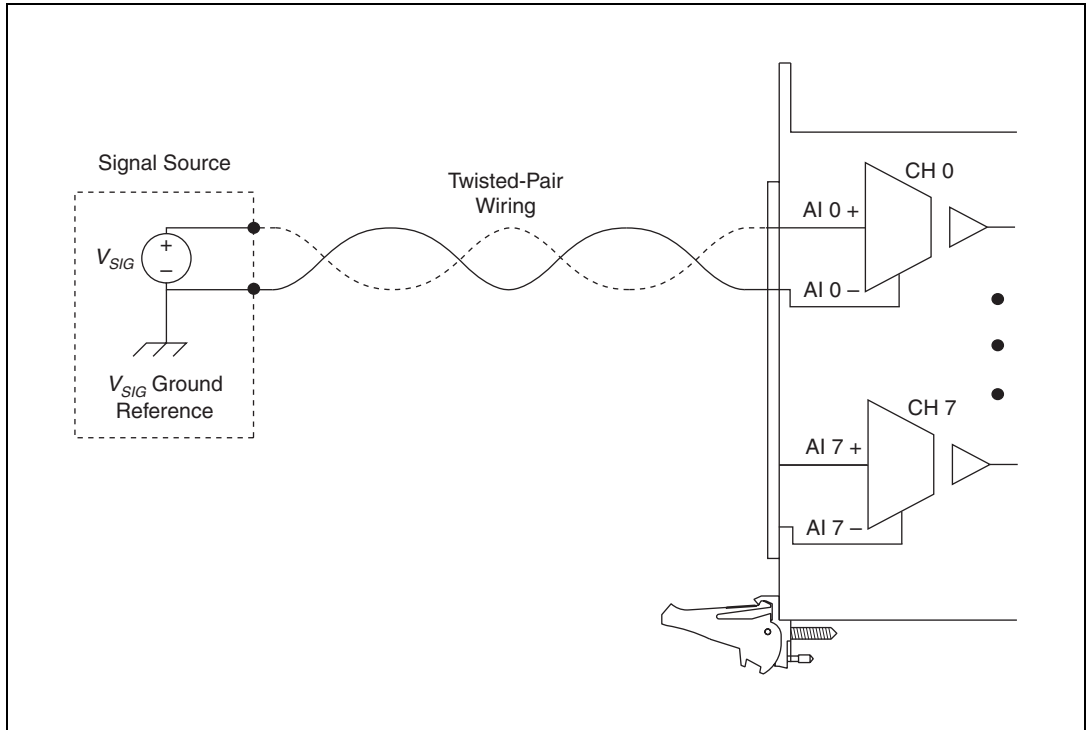 Signal Source
V_SIG
+
–
V_SIG Ground
Reference
Twisted-Pair
Wiring
CH 0
AI 0 +
AI 0 –
CH 7
AI 7 +
AI 7 –